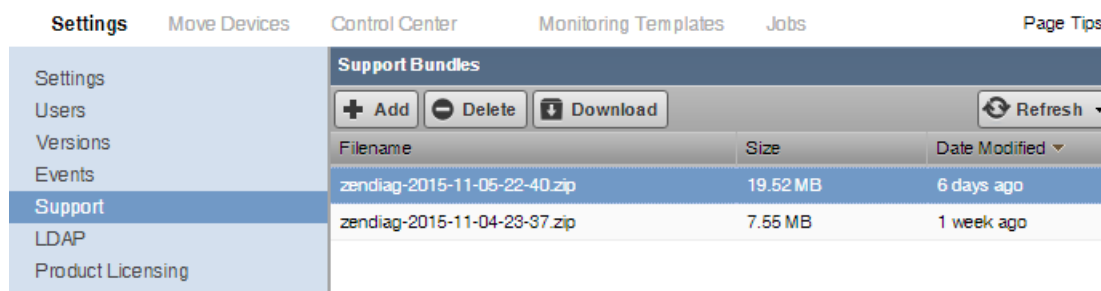 Settings Move Devices Control Center Monitoring Templates Jobs Page Tips
Settings
Users
Versions
Events
Support
LDAP
Product Licensing
Support Bundles
Add Delete Download Refresh
Filename Size Date Modified
zendiag-2015-11-05-22-40.zip 19.52 MB 6 days ago
zendiag-2015-11-04-23-37.zip 7.55 MB 1 week ago